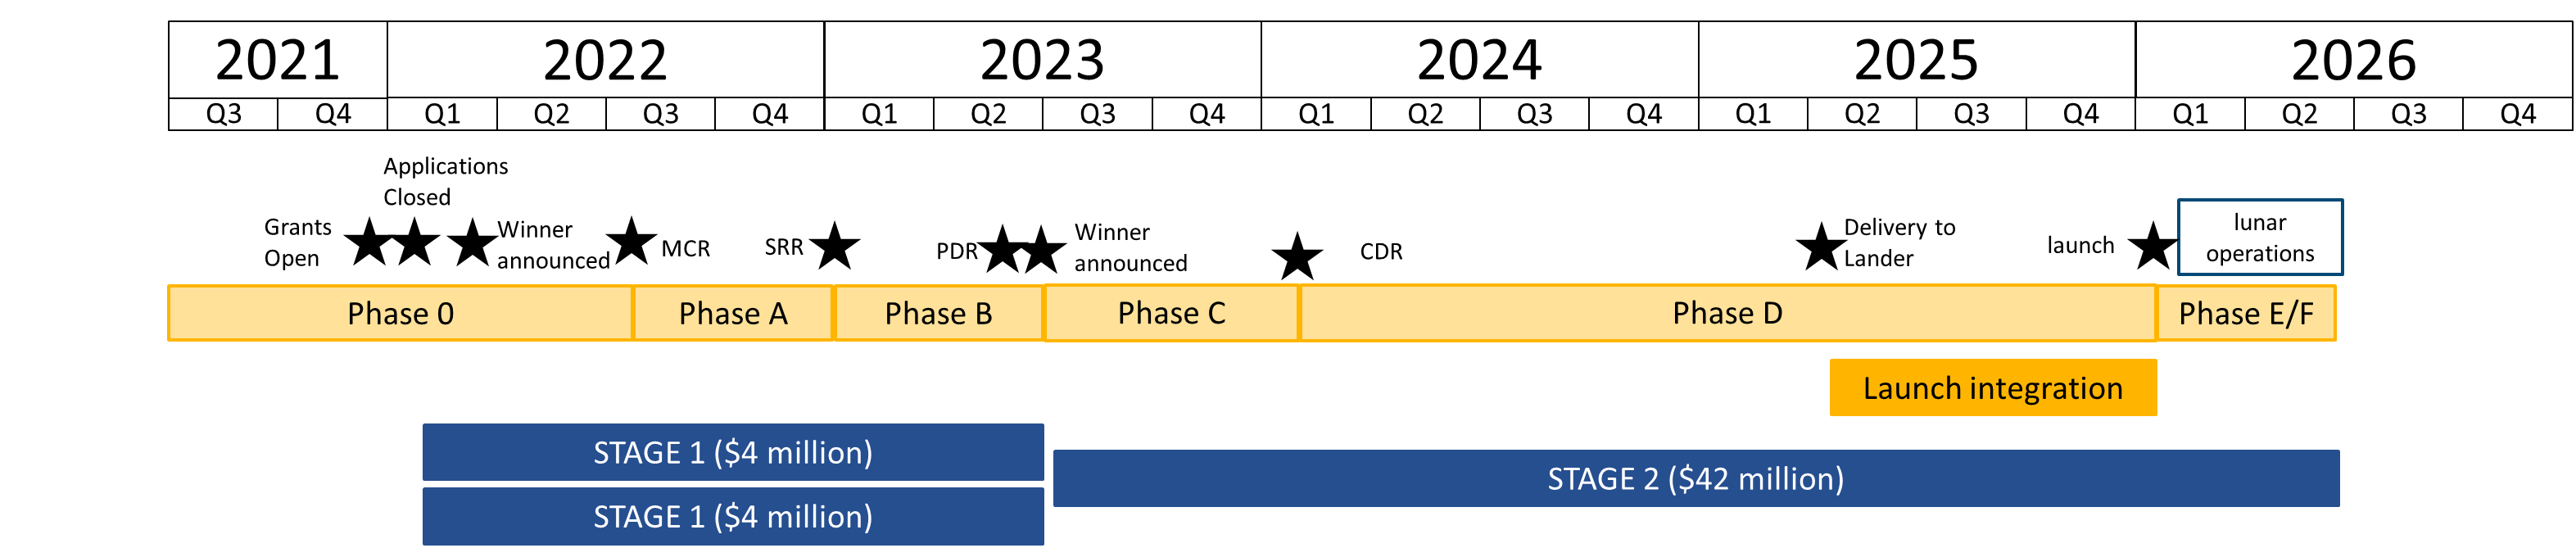 2021 2022 2023 2024 2025 2026
Q3 Q4 Q1 Q2 Q3 Q4 Q1 Q2 Q3 Q4 Q1 Q2 Q3 Q4 Q1 Q2 Q3 Q4 Q1 Q2 Q3 Q4
Applications
Closed
Grants
Open
Winner
announced
MCR
SRR
PDR
Winner
announced
CDR
Delivery to
Lander
launch
lunar
operations
Phase 0 Phase A Phase B Phase C Phase D Phase E/F
Launch integration
STAGE 1 ($4 million)
STAGE 2 ($42 million)
STAGE 1 ($4 million)